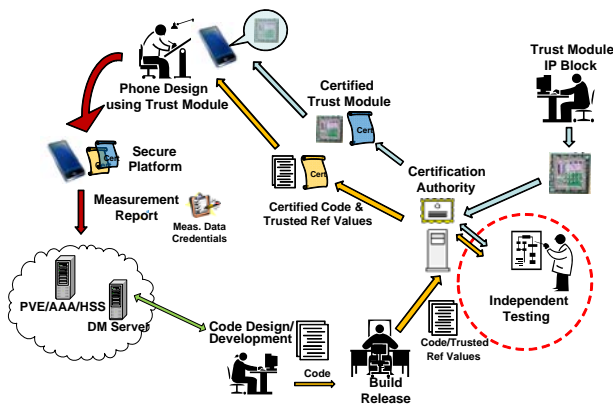 Trust Module
IP Block
Phone Design
using Trust Module
Certified
Trust Module
Cert
Cert
Cert
Secure
Platform
Certification
Authority
Measurement
Report
Meas. Data
Credentials
Certified Code &
Trusted Ref Values
Independent
Testing
PVE/AAA/HSS
DM Server
Code Design/
Development
Code/Trusted
Ref Values
Code
Build
Release